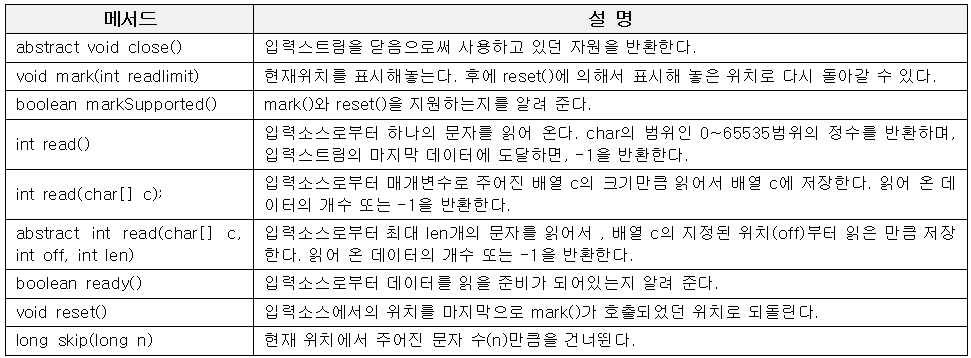 메서드
설 명
abstract void close()
입력스트림을 닫음으로써 사용하고 있던 자원을 반환한다.
void mark(int readlimit)
현재위치를 표시해놓는다. 후에 reset()에 의해서 표시해 놓은 위치로 다시 돌아갈 수 있다.
boolean markSupported()
mark()와 reset()을 지원하는지를 알려 준다.
int read()
입력소스로부터 하나의 문자를 읽어 온다. char의 범위인 0~65535범위의 정수를 반환하며,
입력스트림의 마지막 데이터에 도달하면, -1을 반환한다.
int read(char[] c);
입력소스로부터 매개변수로 주어진 배열 c의 크기만큼 읽어서 배열 c에 저장한다. 읽어 온 데
이터의 개수 또는 -1을 반환한다.
abstract int read(char[] c,
int off, int len)
입력소스로부터 최대 len개의 문자를 읽어서 , 배열 c의 지정된 위치(off)부터 읽은 만큼 저장
한다. 읽어 온 데이터의 개수 또는 -1을 반환한다.
boolean ready()
입력소스로부터 데이터를 읽을 준비가 되어있는지 알려 준다.
void reset()
입력소스에서의 위치를 마지막으로 mark()가 호출되었던 위치로 되돌린다.
long skip(long n)
현재 위치에서 주어진 문자 수(n)만큼을 건너뛴다.